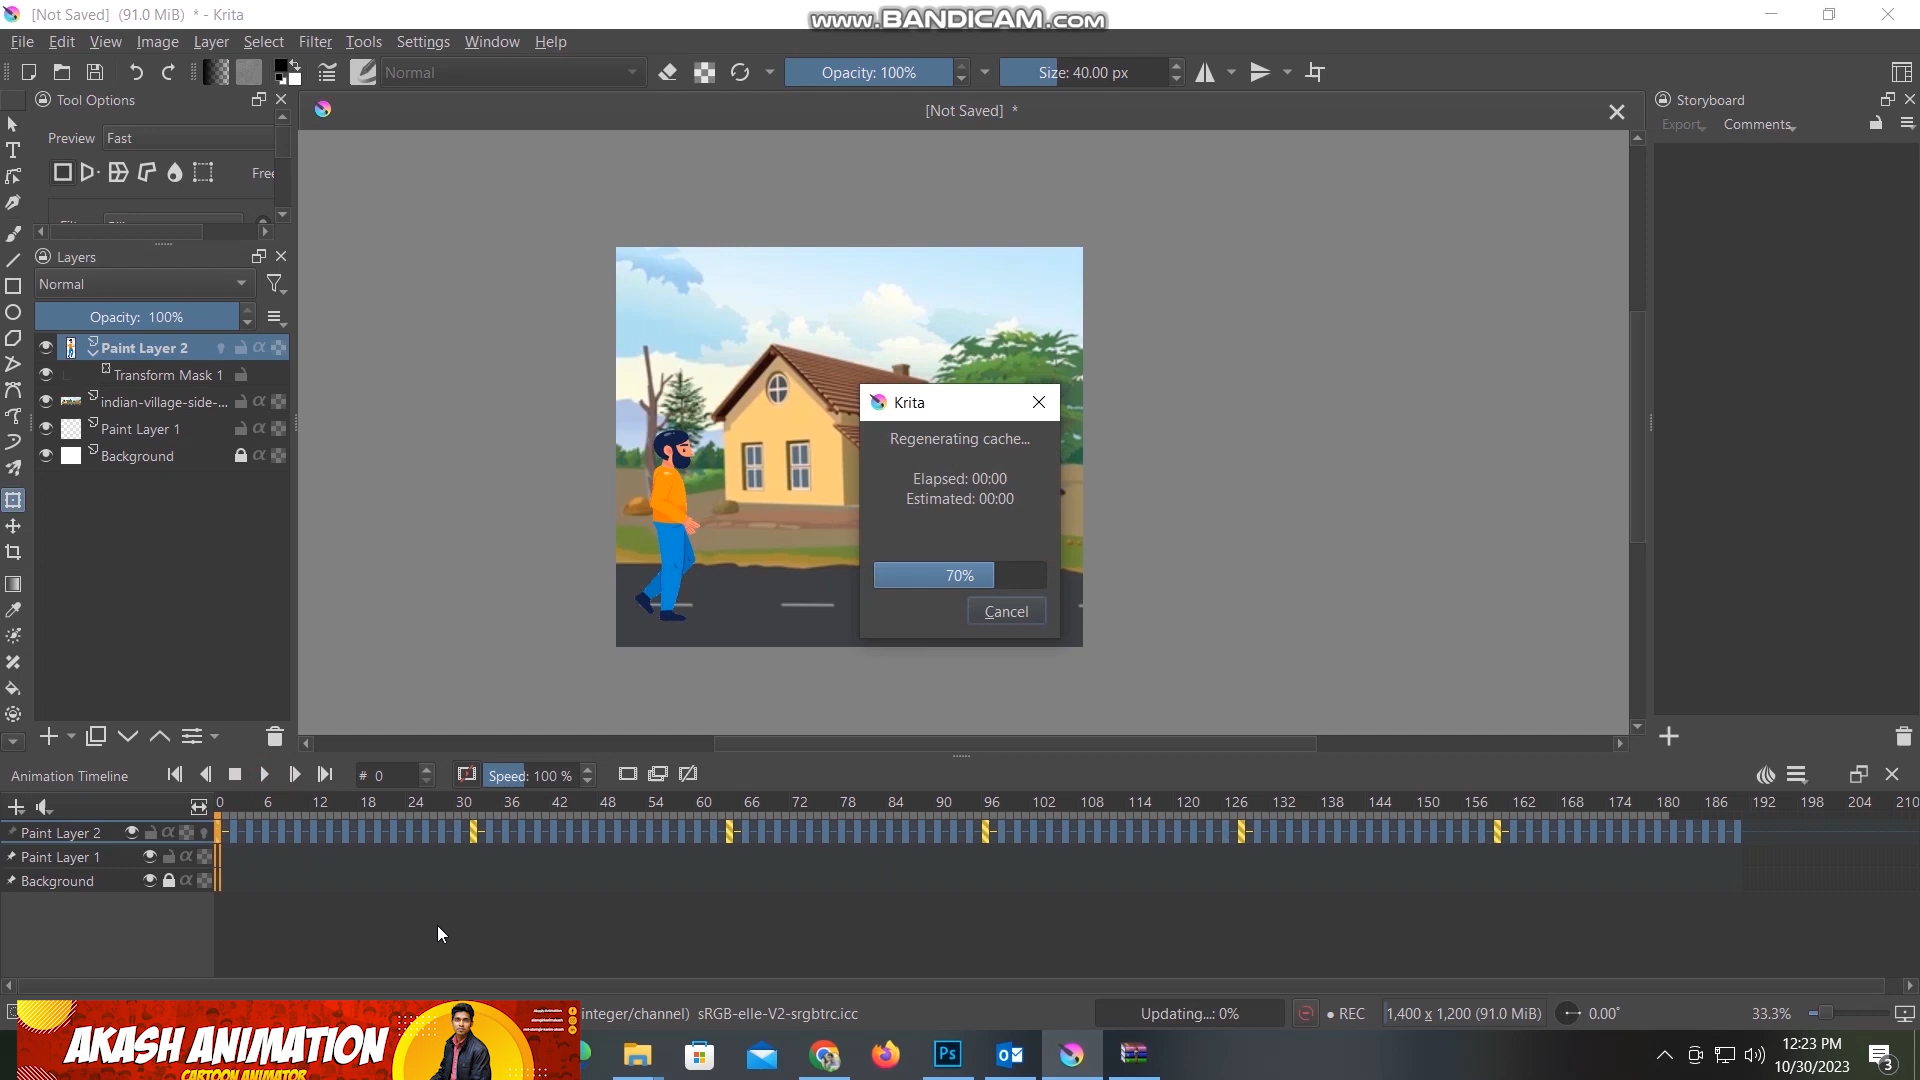 [Not Saved]  (91.0 MiB)  * - Krita
www.BANDICAM.com
File Edit View Image Layer Select Filter Tools Settings Window Help
Normal
Opacity: 100%
Size: 40.00 px
Tool Options
[Not Saved]  *
Storyboard
Export
Comments
Preview Fast
Free
Layers
Normal
Opacity:  100%
Paint Layer 2
Transform Mask 1
indian-village-side-...
Paint Layer 1
Background
Krita
Regenerating cache...
Elapsed: 00:00
Estimated: 00:00
70%
Cancel
Animation Timeline
# 0
Speed: 100 %
0 6 12 18 24 30 36 42 48 54 60 66 72 78 84 90 96 102 108 114 120 126 132 138 144 150 156 162 168 174 180 186 192 198 204 210
Paint Layer 2
Paint Layer 1
Background
integer/channel)  sRGB-elle-V2-srgbtrc.icc
Updating...: 0%
REC
1,400 x 1,200 (91.0 MiB)
0.00°
33.3%
AKASH ANIMATION
CARTOON ANIMATOR
Ps
12:23 PM
10/30/2023
3